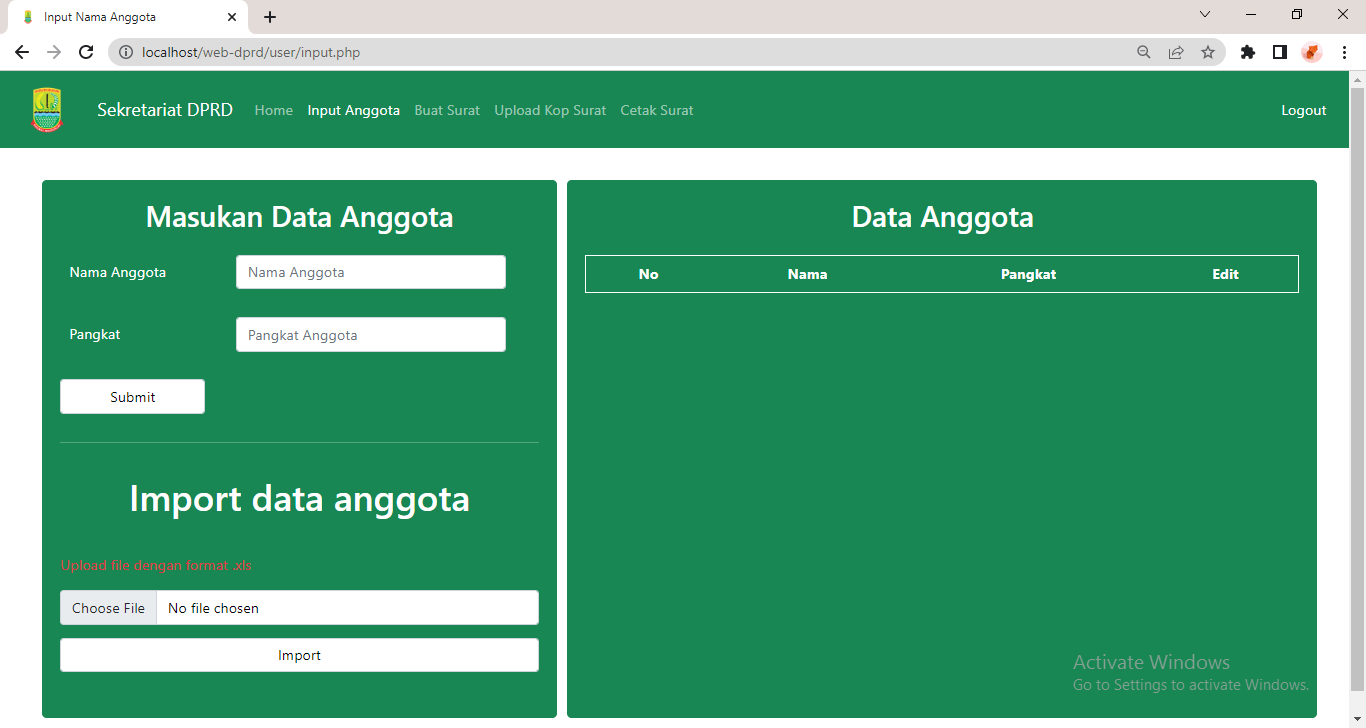 Input Nama Anggota
localhost/web-dprd/user/input.php
Sekretariat DPRD Home Input Anggota Buat Surat Upload Kop Surat Cetak Surat Logout
Masukan Data Anggota
Nama Anggota Nama Anggota
Pangkat Pangkat Anggota
Submit
Import data anggota
Upload file dengan format .xls
Choose File No file chosen
Import
Data Anggota
No Nama Pangkat Edit
Activate Windows
Go to Settings to activate Windows.